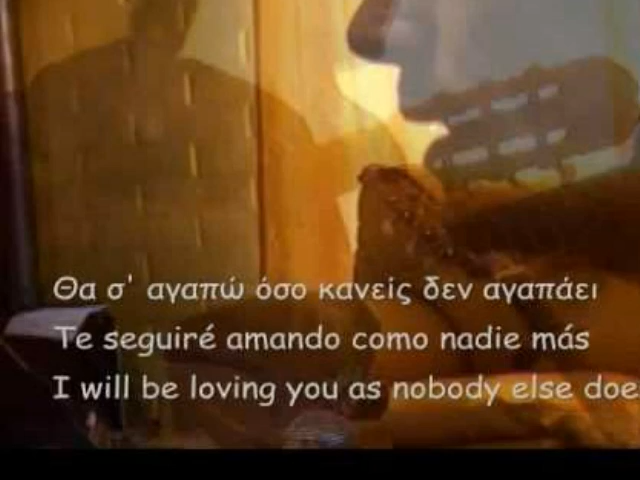 Θα σ' αγαπώ όσο κανείς δεν αγαπάει
Te seguiré amando como nadie más
I will be loving you as nobody else doe